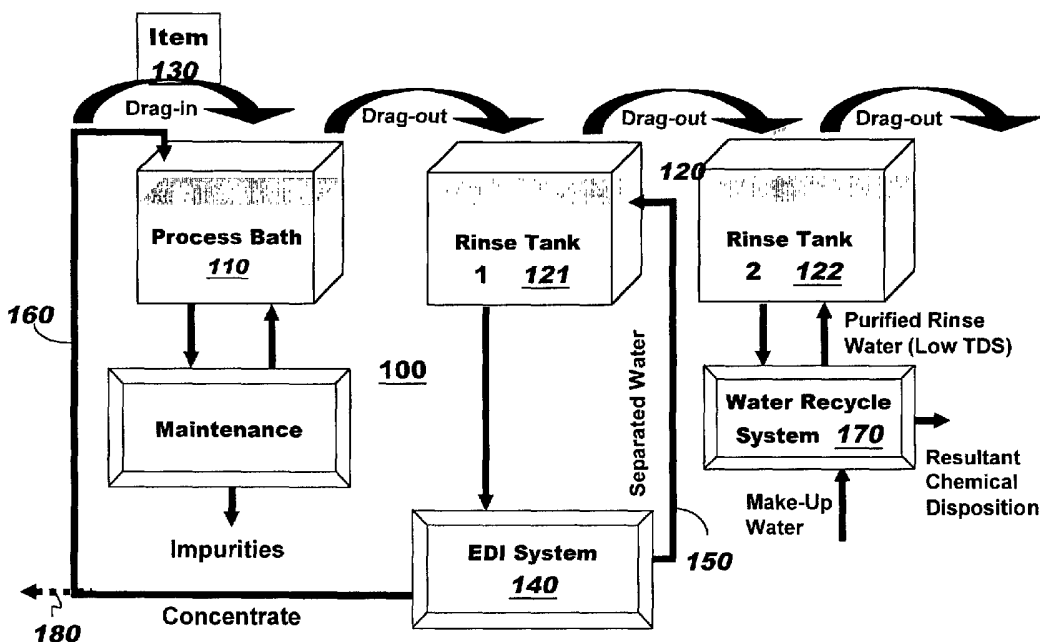 Item
130
Drag-in
Drag-out
Drag-out
Drag-out
120
Process Bath
110
Rinse Tank
1 121
Rinse Tank
2 122
160
100
Purified Rinse
Water (Low TDS)
Maintenance
Separated Water
Water Recycle
System 170
Resultant
Chemical
Disposition
Make-Up
Water
Impurities
EDI System
140
150
Concentrate
180